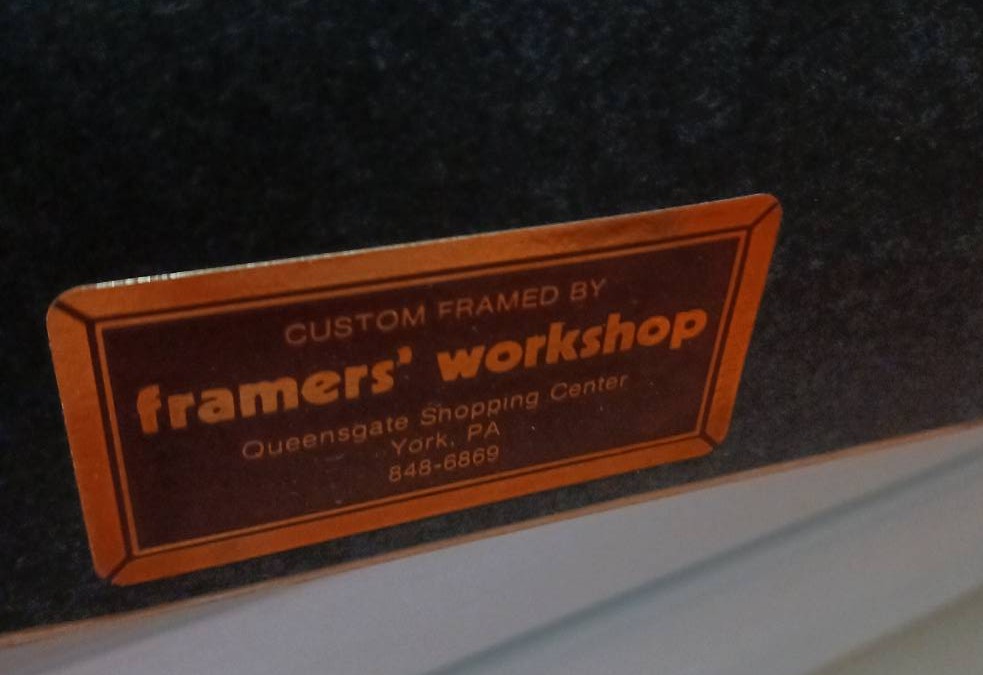 CUSTOM FRAMED BY
framers' workshop
Queensgate Shopping Center
York, PA
848-6869